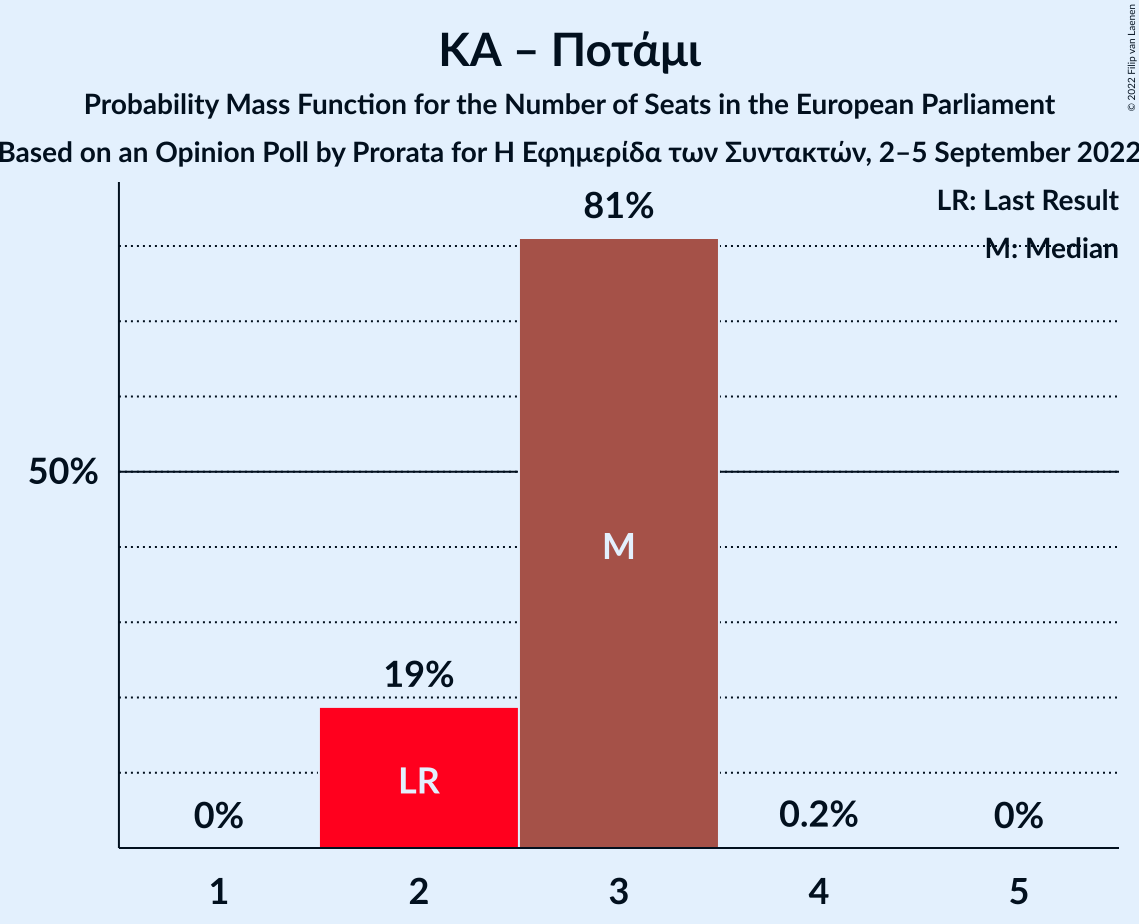 © 2022 Filip van Laenen
ΚΑ – Ποτάμι
Probability Mass Function for the Number of Seats in the European Parliament
Based on an Opinion Poll by Prorata for Η Εφημερίδα των Συντακτών, 2–5 September 2022
LR: Last Result
M: Median
81%
50%
M
19%
LR
0%
0.2%
0%
1 2 3 4 5